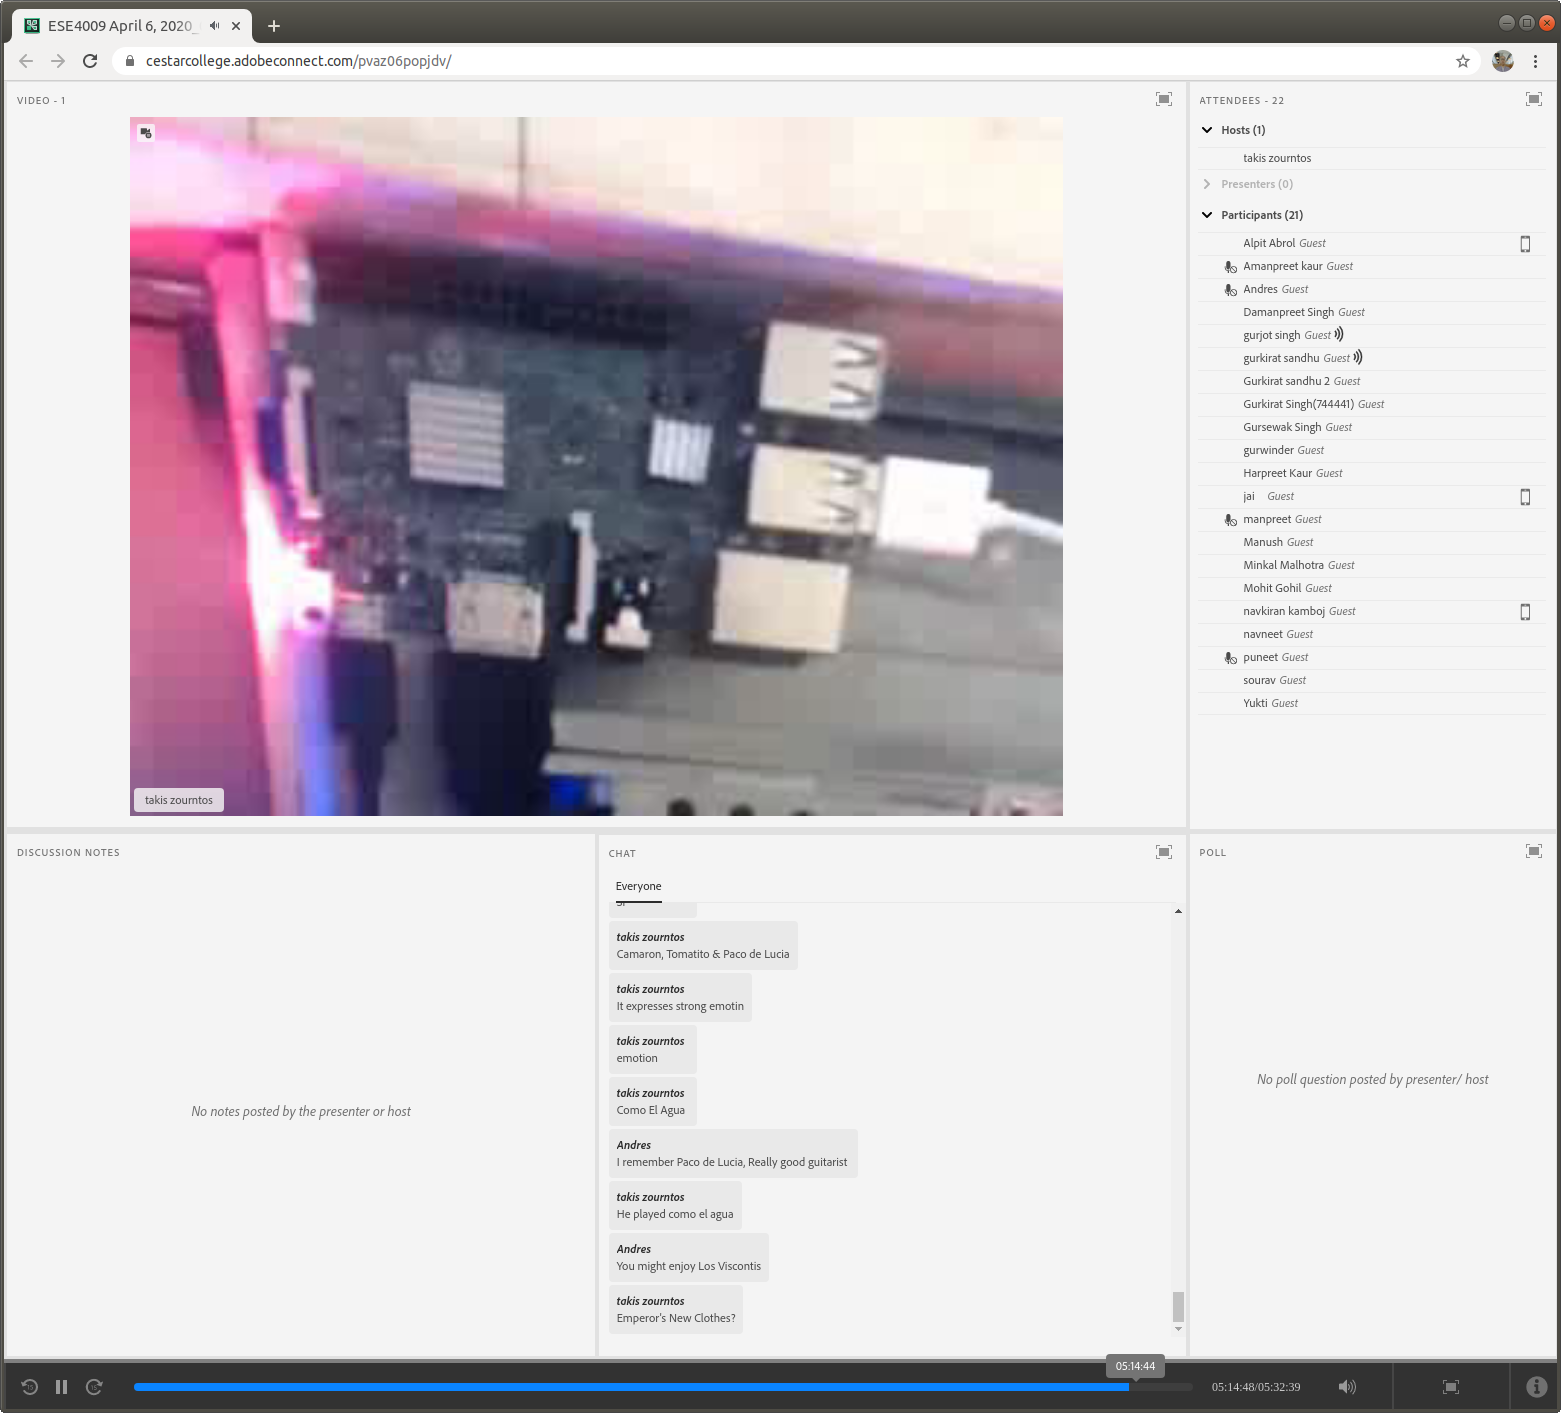 ESE4009 April 6, 2020_
cestarcollege.adobeconnect.com/pvaz06popjdv/
VIDEO - 1
takis zourntos
ATTENDEES - 22
Hosts (1)
takis zourntos
Presenters (0)
Participants (21)
Alpit Abrol Guest
Amanpreet kaur Guest
Andres Guest
Damanpreet Singh Guest
gurjot singh Guest
gurkirat sandhu Guest
Gurkirat sandhu 2 Guest
Gurkirat Singh(744441) Guest
Gursewak Singh Guest
gurwinder Guest
Harpreet Kaur Guest
jai Guest
manpreet Guest
Manush Guest
Minkal Malhotra Guest
Mohit Gohil Guest
navkiran kamboj Guest
navneet Guest
puneet Guest
sourav Guest
Yukti Guest
DISCUSSION NOTES
No notes posted by the presenter or host
CHAT
Everyone
takis zourntos
Camaron, Tomatito & Paco de Lucia
takis zourntos
It expresses strong emotin
takis zourntos
emotion
takis zourntos
Como El Agua
Andres
I remember Paco de Lucia, Really good guitarist
takis zourntos
He played como el agua
Andres
You might enjoy Los Viscontis
takis zourntos
Emperor's New Clothes?
POLL
No poll question posted by presenter/ host
05:14:44
05:14:48/05:32:39